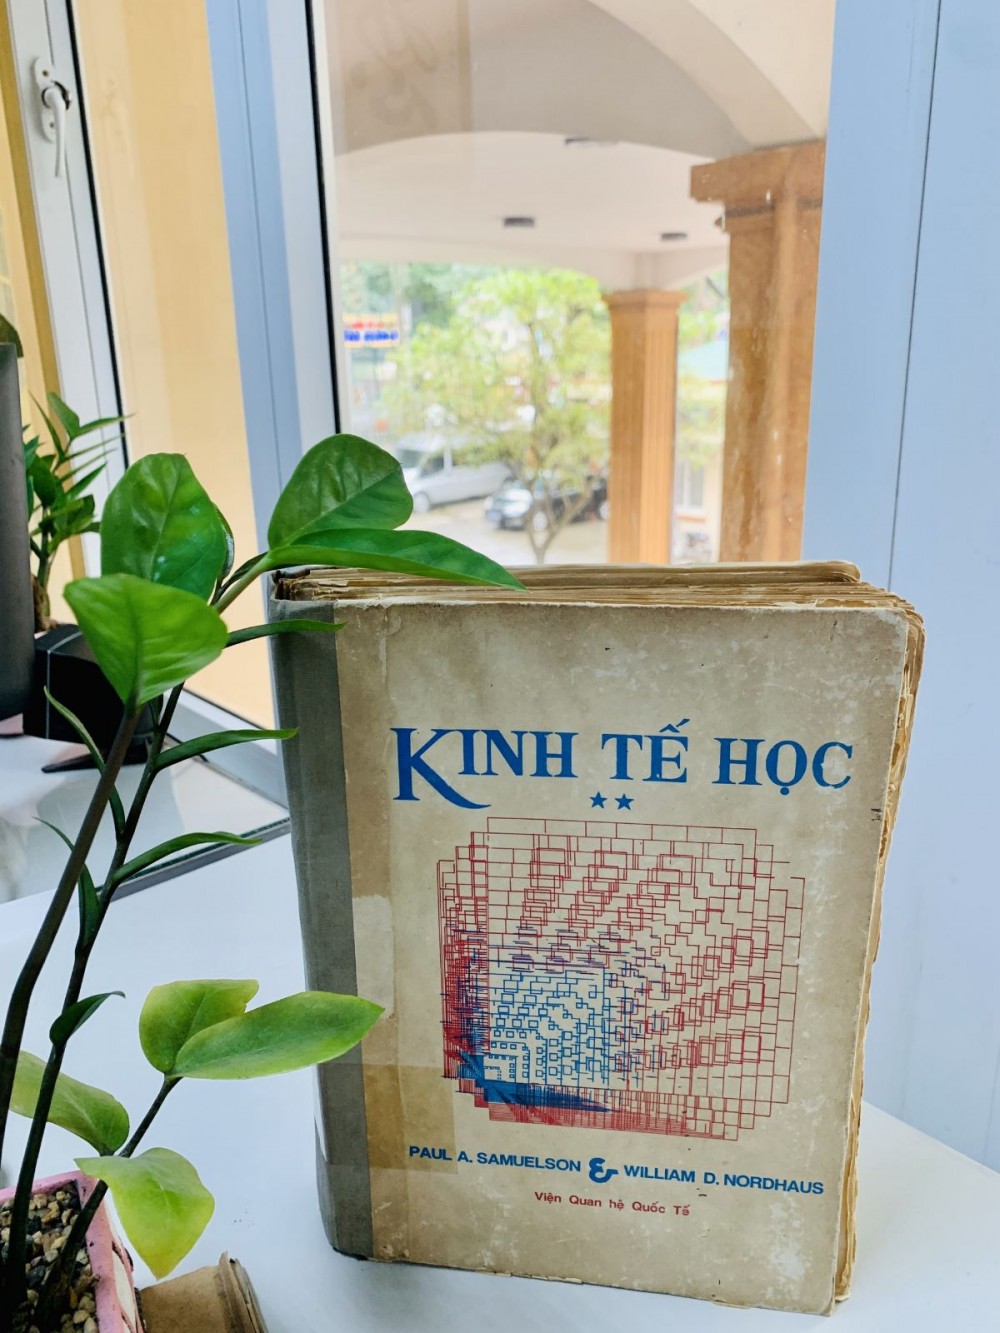 KINH TẾ HỌC
★★
PAUL A. SAMUELSON & WILLIAM D. NORDHAUS
Viện Quan hệ Quốc Tế